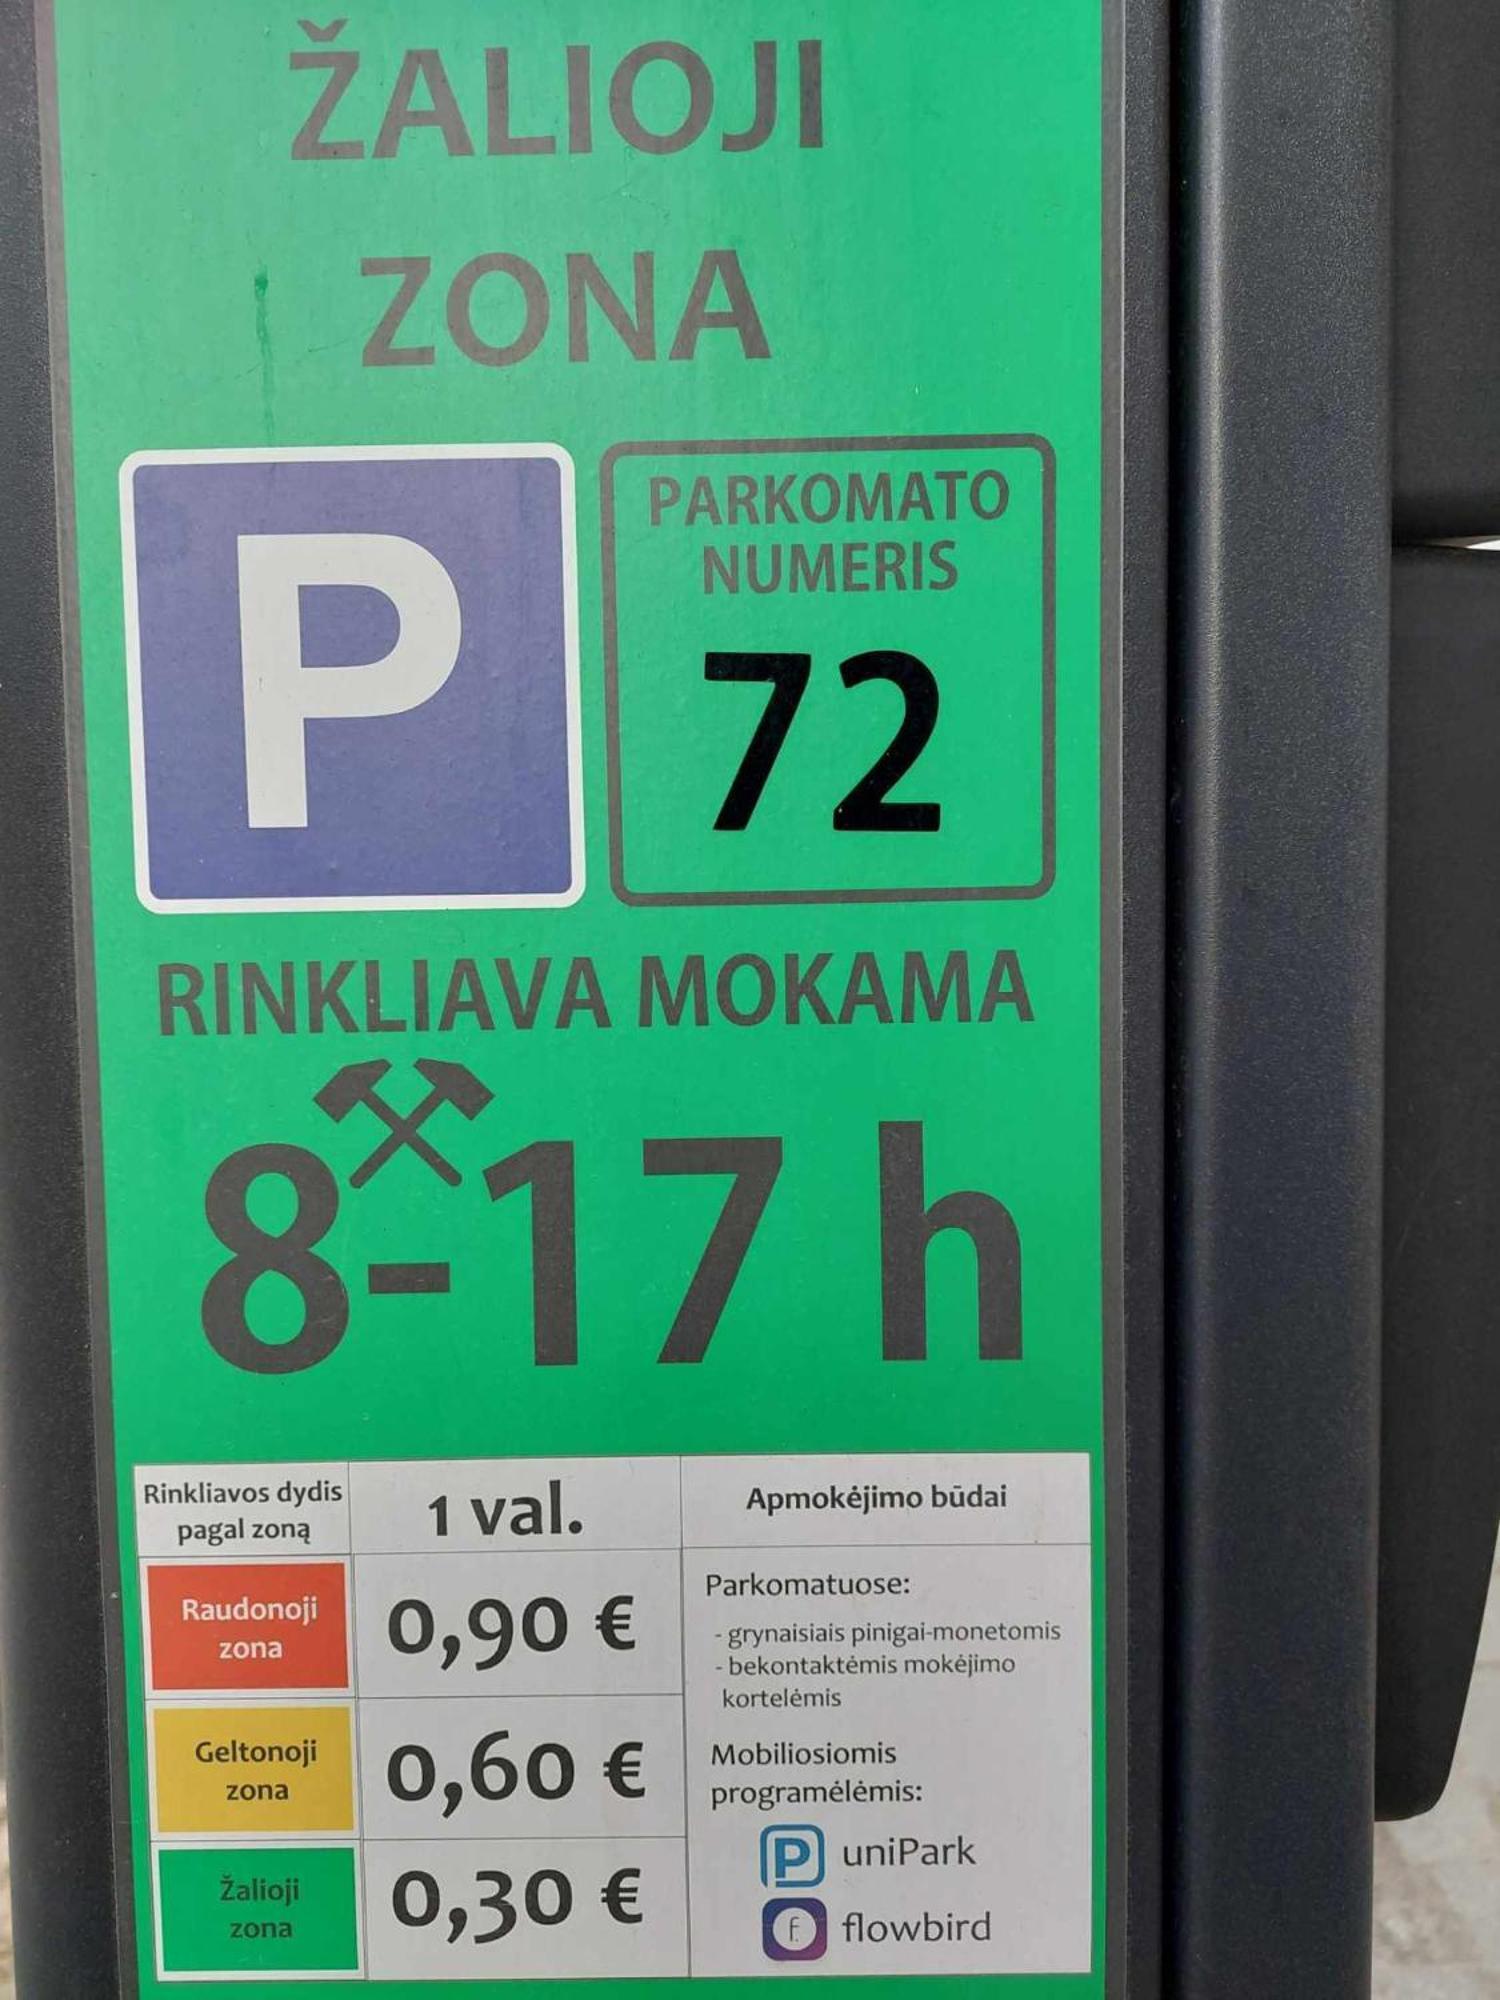 ŽALIOJI
ZONA
P
PARKOMATO
NUMERIS
72
RINKLIAVA MOKAMA
8-17 h
Rinkliavos dydis
pagal zoną
1 val.
Apmokėjimo būdai
Raudonoji
zona
0,90 €
Parkomatuose:
- grynaisiais pinigai-monetomis
- bekontaktėmis mokėjimo
kortelėmis
Geltonoji
zona
0,60 €
Mobiliosiomis
programėlėmis:
P uniPark
Žalioji
zona
0,30 €
f. flowbird